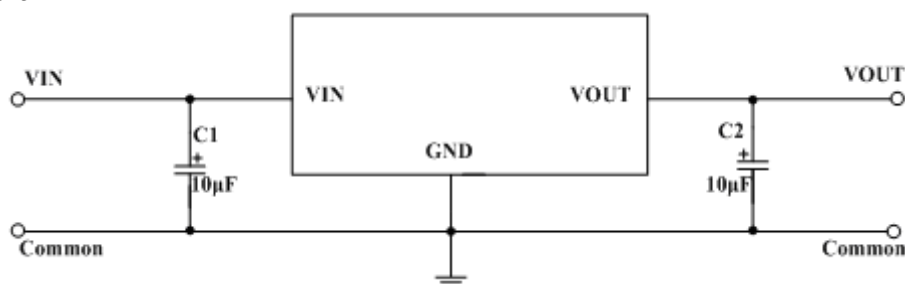 VIN
VOUT
VIN
VOUT
C1
C2
+
+
GND
10μF
10μF
Common
Common